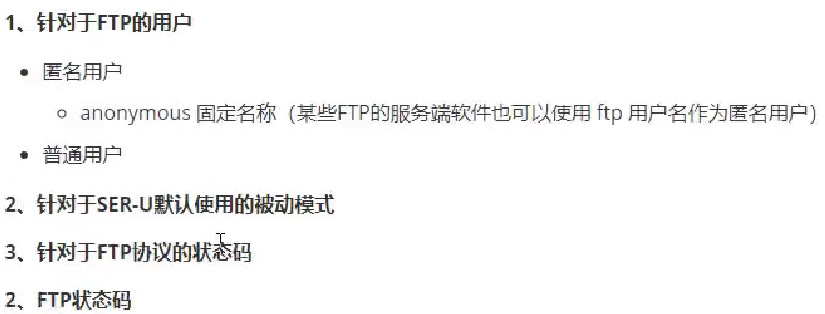 1、针对于FTP的用户
匿名用户
anonymous 固定名称（某些FTP的服务端软件也可以使用 ftp 用户名作为匿名用户)
普通用户
2、针对于SER-U默认使用的被动模式
3、针对于FTP协议的状态码
2、FTP状态码